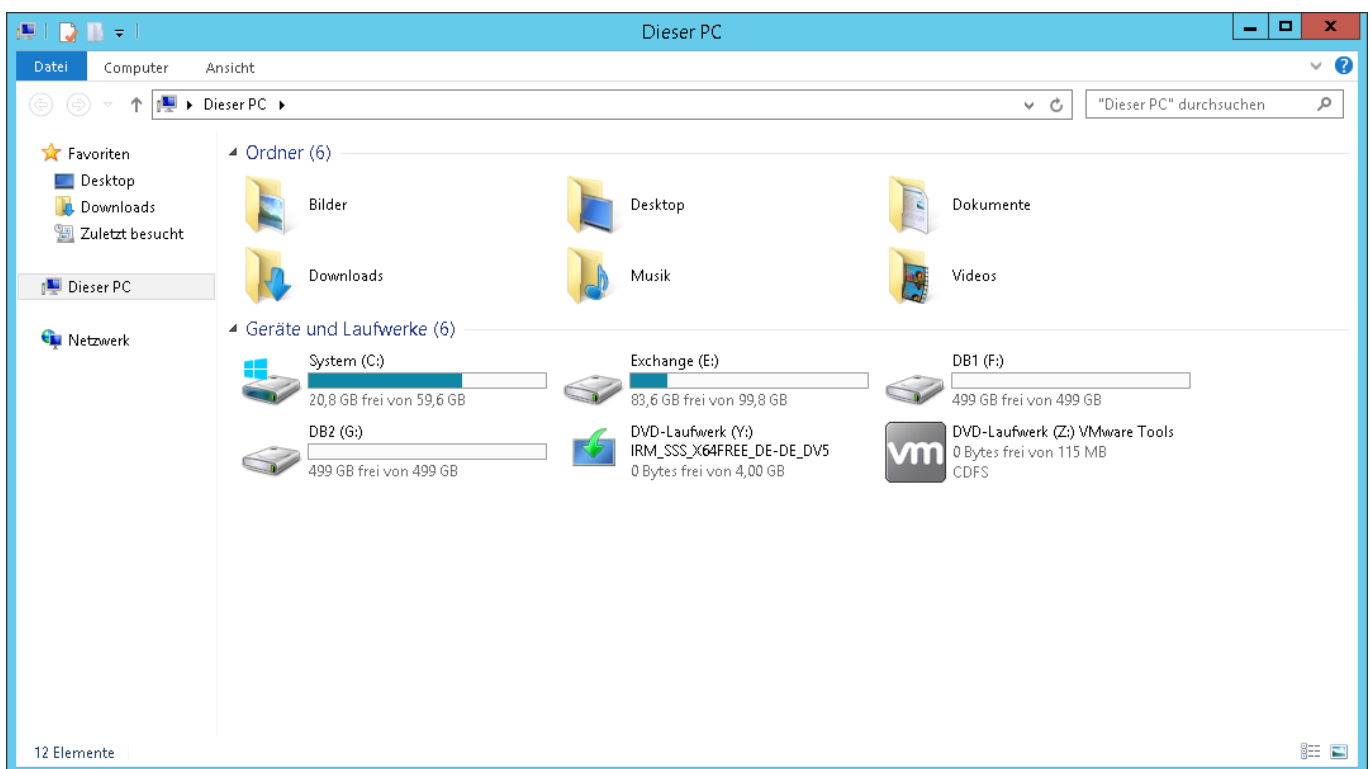 Dieser PC
Datei Computer Ansicht
Dieser PC
"Dieser PC" durchsuchen
Favoriten
Desktop
Downloads
Zuletzt besucht
Dieser PC
Netzwerk
Ordner (6)
Bilder
Desktop
Dokumente
Downloads
Musik
Videos
Geräte und Laufwerke (6)
System (C:)
20,8 GB frei von 59,6 GB
Exchange (E:)
83,6 GB frei von 99,8 GB
DB1 (F:)
499 GB frei von 499 GB
DB2 (G:)
499 GB frei von 499 GB
DVD-Laufwerk (Y:)
IRM_SSS_X64FREE_DE-DE_DV5
0 Bytes frei von 4,00 GB
vm
DVD-Laufwerk (Z:) VMware Tools
0 Bytes frei von 115 MB
CDFS
12 Elemente